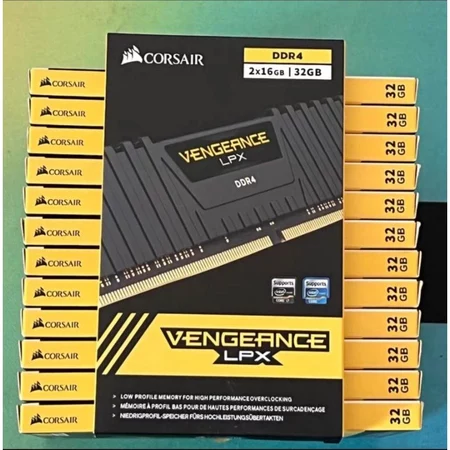 CORSAIR
DDR4
2x16GB | 32GB
VENGEANCE
LPX
DDR4
Supports
Supports
VENGEANCE
LPX
LOW PROFILE MEMORY FOR HIGH PERFORMANCE OVERCLOCKING
MÉMOIRE À PROFIL BAS POUR DE HAUTES PERFORMANCES DE SURCADENÇAGE
NIEDRIGPROFIL-SPEICHER FÜRS HOCHLEISTUNGSÜBERTAKTEN
CORSAIR
CORSAIR
CORSAIR
CORSAIR
CORSAIR
CORSAIR
CORSAIR
CORSAIR
CORSAIR
CORSAIR
CORSAIR
CORSAIR
32 GB
32 GB
32 GB
32 GB
32 GB
32 GB
32 GB
32 GB
32 GB
32 GB
32 GB
32 GB